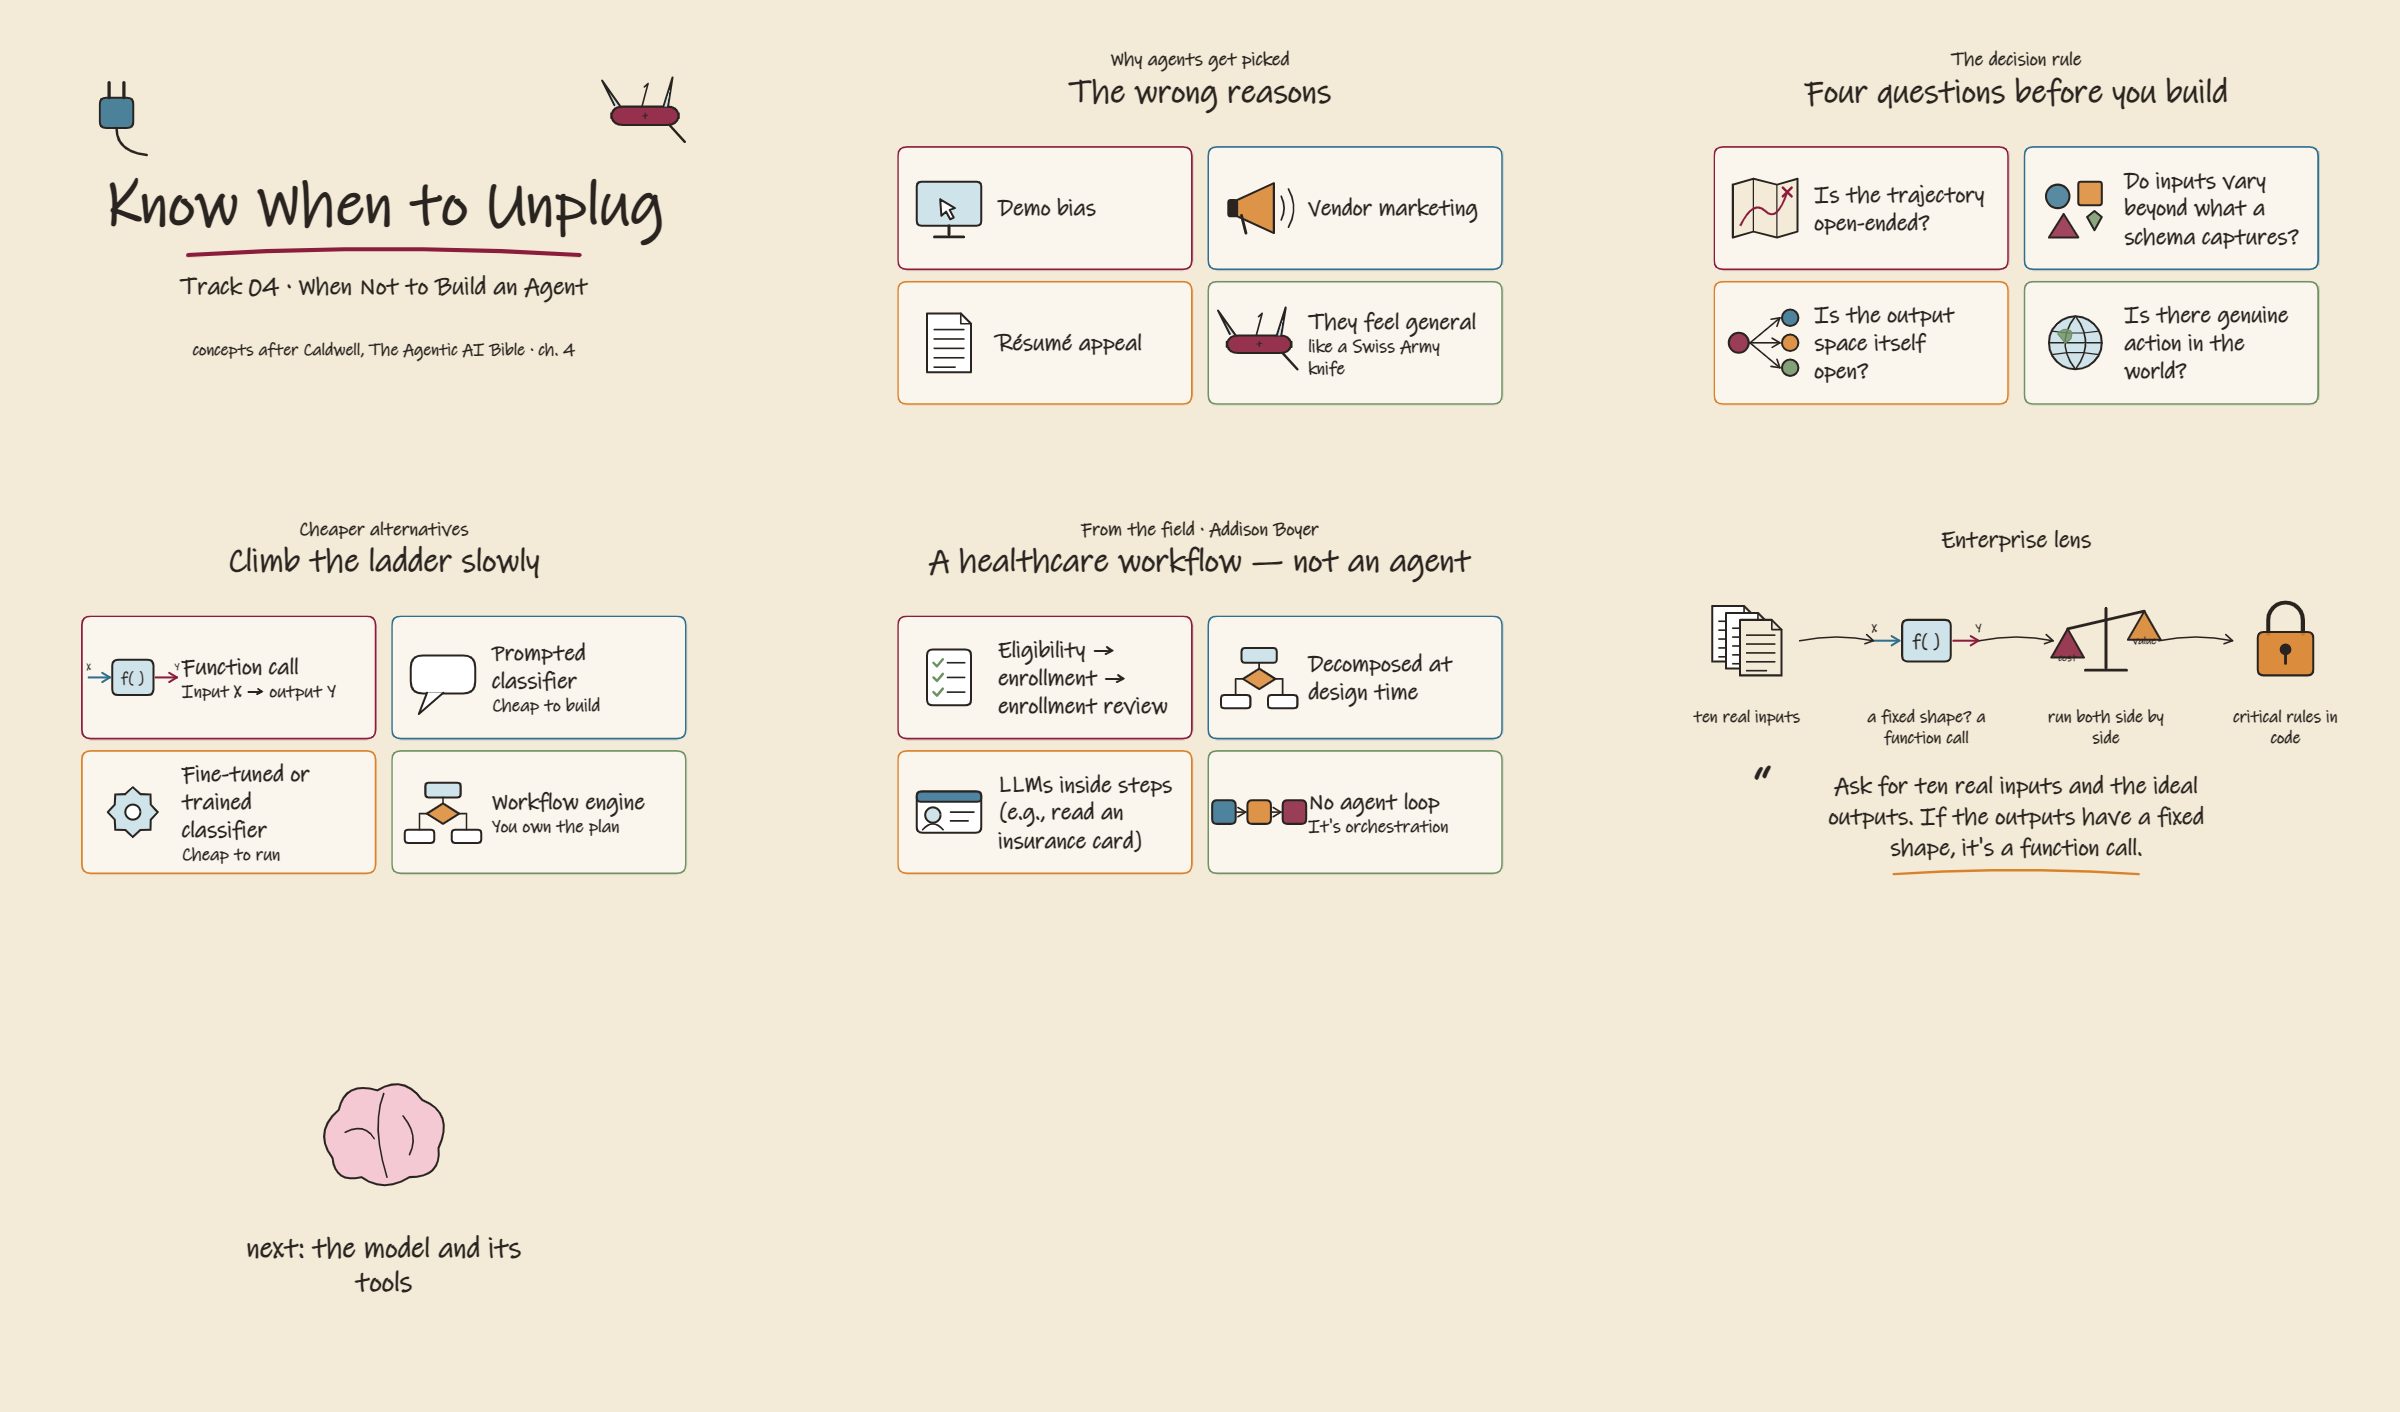 Know When to Unplug
Track 04 · When Not to Build an Agent
concepts after Caldwell, The Agentic AI Bible · ch. 4
Why agents get picked
The wrong reasons
Demo bias
Vendor marketing
Résumé appeal
They feel general
like a Swiss Army
knife
The decision rule
Four questions before you build
Is the trajectory
open-ended?
Do inputs vary
beyond what a
schema captures?
Is the output
space itself
open?
Is there genuine
action in the
world?
Cheaper alternatives
Climb the ladder slowly
X
f( )
Y
Function call
Input X → output Y
Prompted
classifier
Cheap to build
Fine-tuned or
trained
classifier
Cheap to run
Workflow engine
You own the plan
From the field · Addison Boyer
A healthcare workflow — not an agent
Eligibility →
enrollment →
enrollment review
Decomposed at
design time
LLMs inside steps
(e.g., read an
insurance card)
No agent loop
It's orchestration
Enterprise lens
X
f( )
Y
cost
value
ten real inputs
a fixed shape? a
function call
run both side by
side
critical rules in
code
"
Ask for ten real inputs and the ideal
outputs. If the outputs have a fixed
shape, it's a function call.
next: the model and its
tools